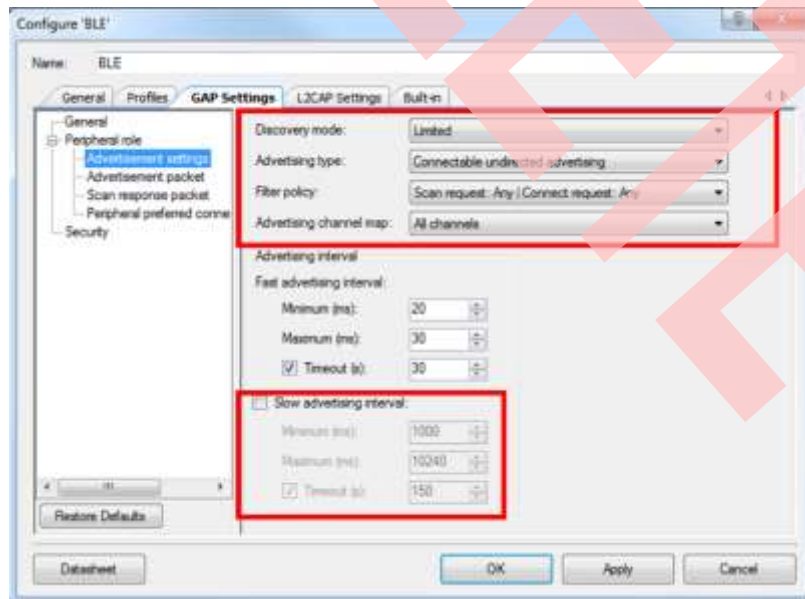 Configure 'BLE'
Name: BLE
General Profiles GAP Settings L2CAP Settings Built-in
General
Peripheral role
Advertisement settings
Advertisement packet
Scan response packet
Peripheral preferred conne
Security
Discovery mode: Limited
Advertising type: Connectable undirected advertising
Filter policy: Scan request: Any | Connect request: Any
Advertising channel map: All channels
Advertising interval
Fast advertising interval:
Minimum (ms): 20
Maximum (ms): 30
Timeout (s): 30
Slow advertising interval:
Minimum (ms): 1000
Maximum (ms): 10240
Timeout (s): 150
Restore Defaults
Datasheet OK Apply Cancel